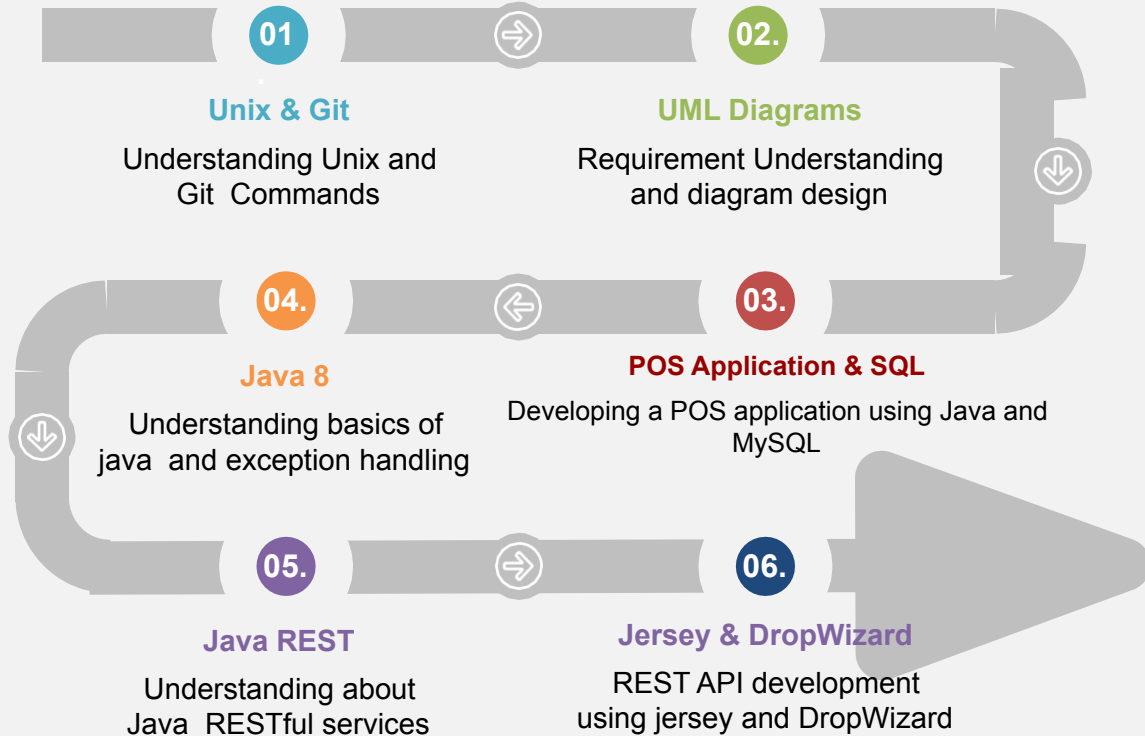 01
.
Unix & Git
Understanding Unix and
Git Commands
02.
UML Diagrams
Requirement Understanding
and diagram design
03.
POS Application & SQL
Developing a POS application using Java and
MySQL
04.
Java 8
Understanding basics of
java and exception handling
05.
Java REST
Understanding about
Java RESTful services
06.
Jersey & DropWizard
REST API development
using jersey and DropWizard